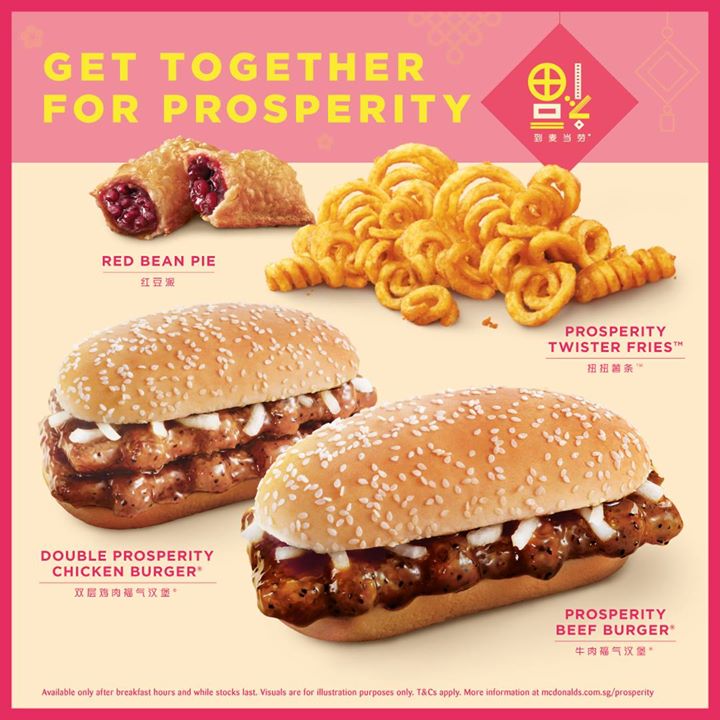 GET TOGETHER
FOR PROSPERITY
福
到麦当劳®
RED BEAN PIE
红豆派
PROSPERITY
TWISTER FRIES™
扭扭薯条™
DOUBLE PROSPERITY
CHICKEN BURGER®
双层鸡肉福气汉堡®
PROSPERITY
BEEF BURGER®
牛肉福气汉堡®
Available only after breakfast hours and while stocks last. Visuals are for illustration purposes only. T&Cs apply. More information at mcdonalds.com.sg/prosperity